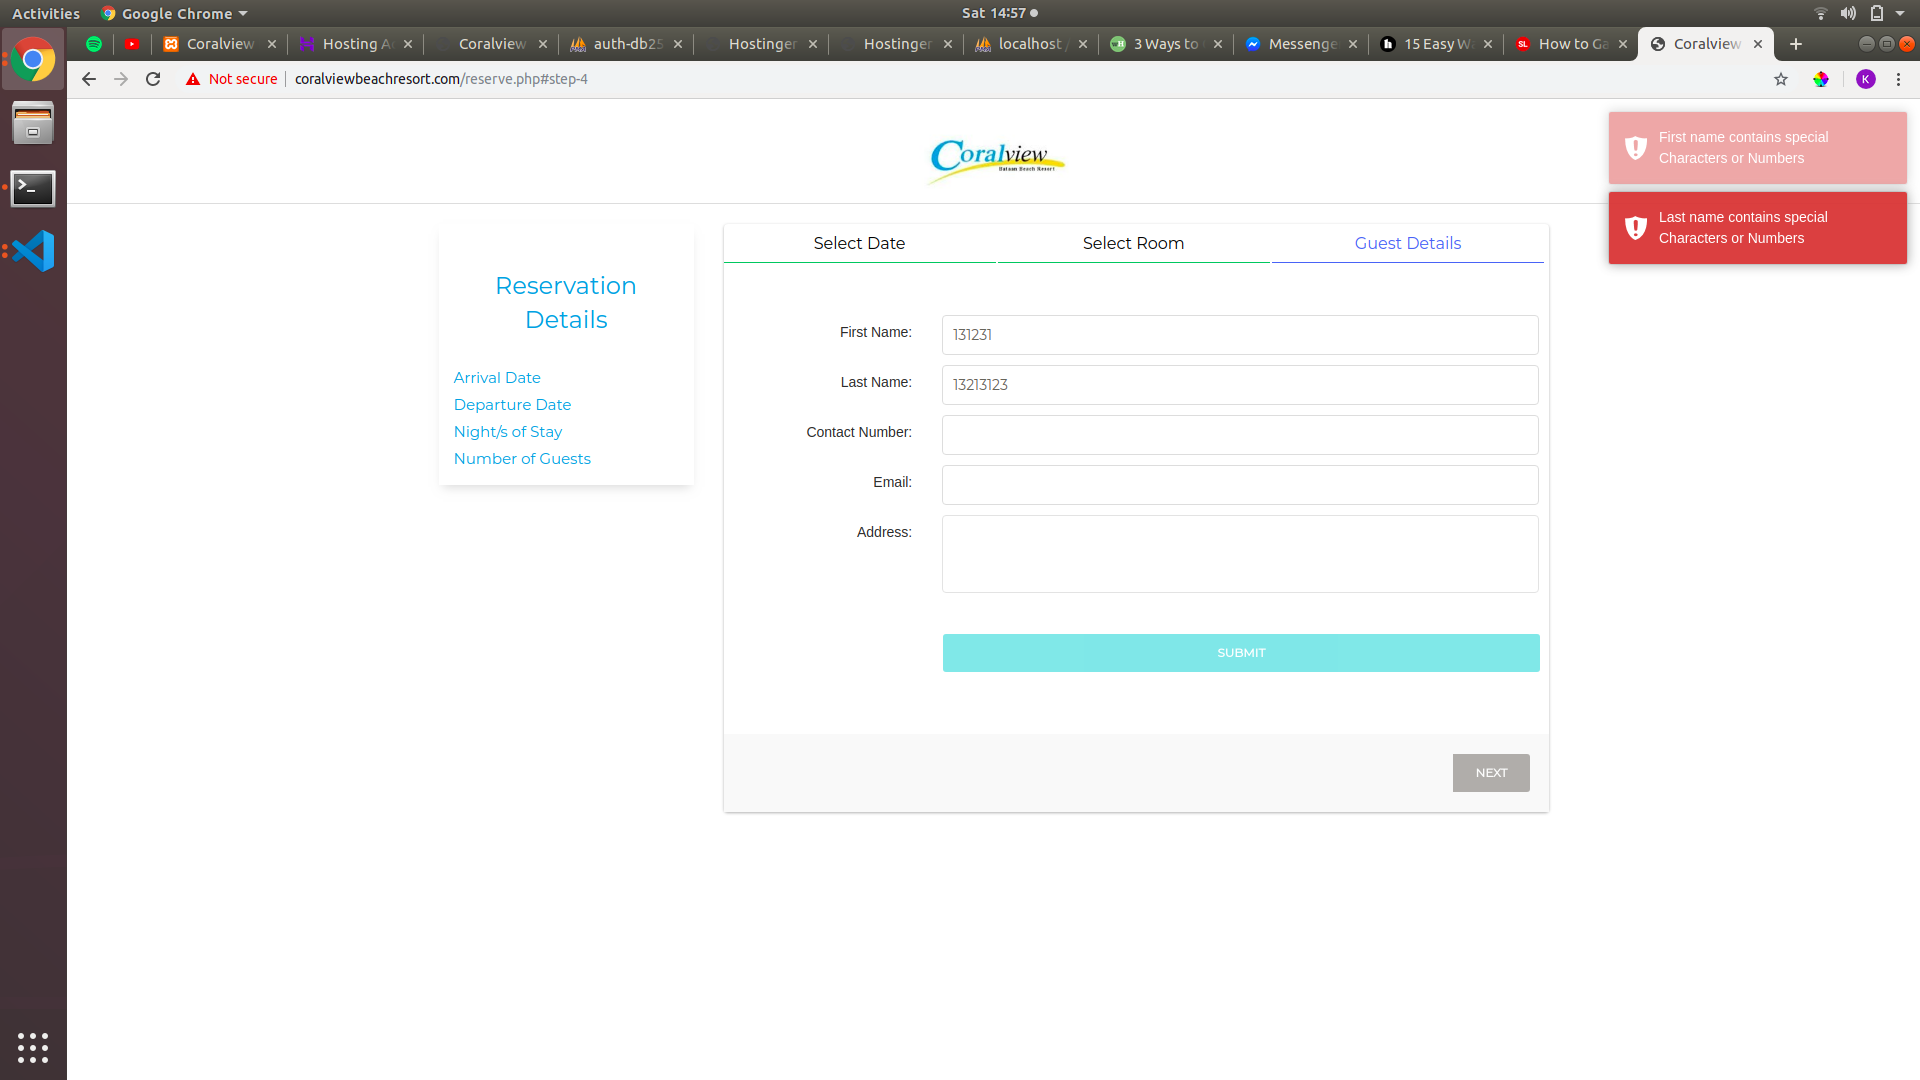 Activities
Google Chrome
Sat 14:57
Coralview
Hosting A
Coralview
auth-db25
Hostinger
Hostinger
localhost /
3 Ways to
Messenge
15 Easy W
How to Ga
Coralview
Not secure
coralviewbeachresort.com/reserve.php#step-4
K
Coralview
Bataan Beach Resort
First name contains special
Characters or Numbers
Last name contains special
Characters or Numbers
Reservation
Details
Arrival Date
Departure Date
Night/s of Stay
Number of Guests
Select Date
Select Room
Guest Details
First Name:
131231
Last Name:
13213123
Contact Number:
Email:
Address:
SUBMIT
NEXT